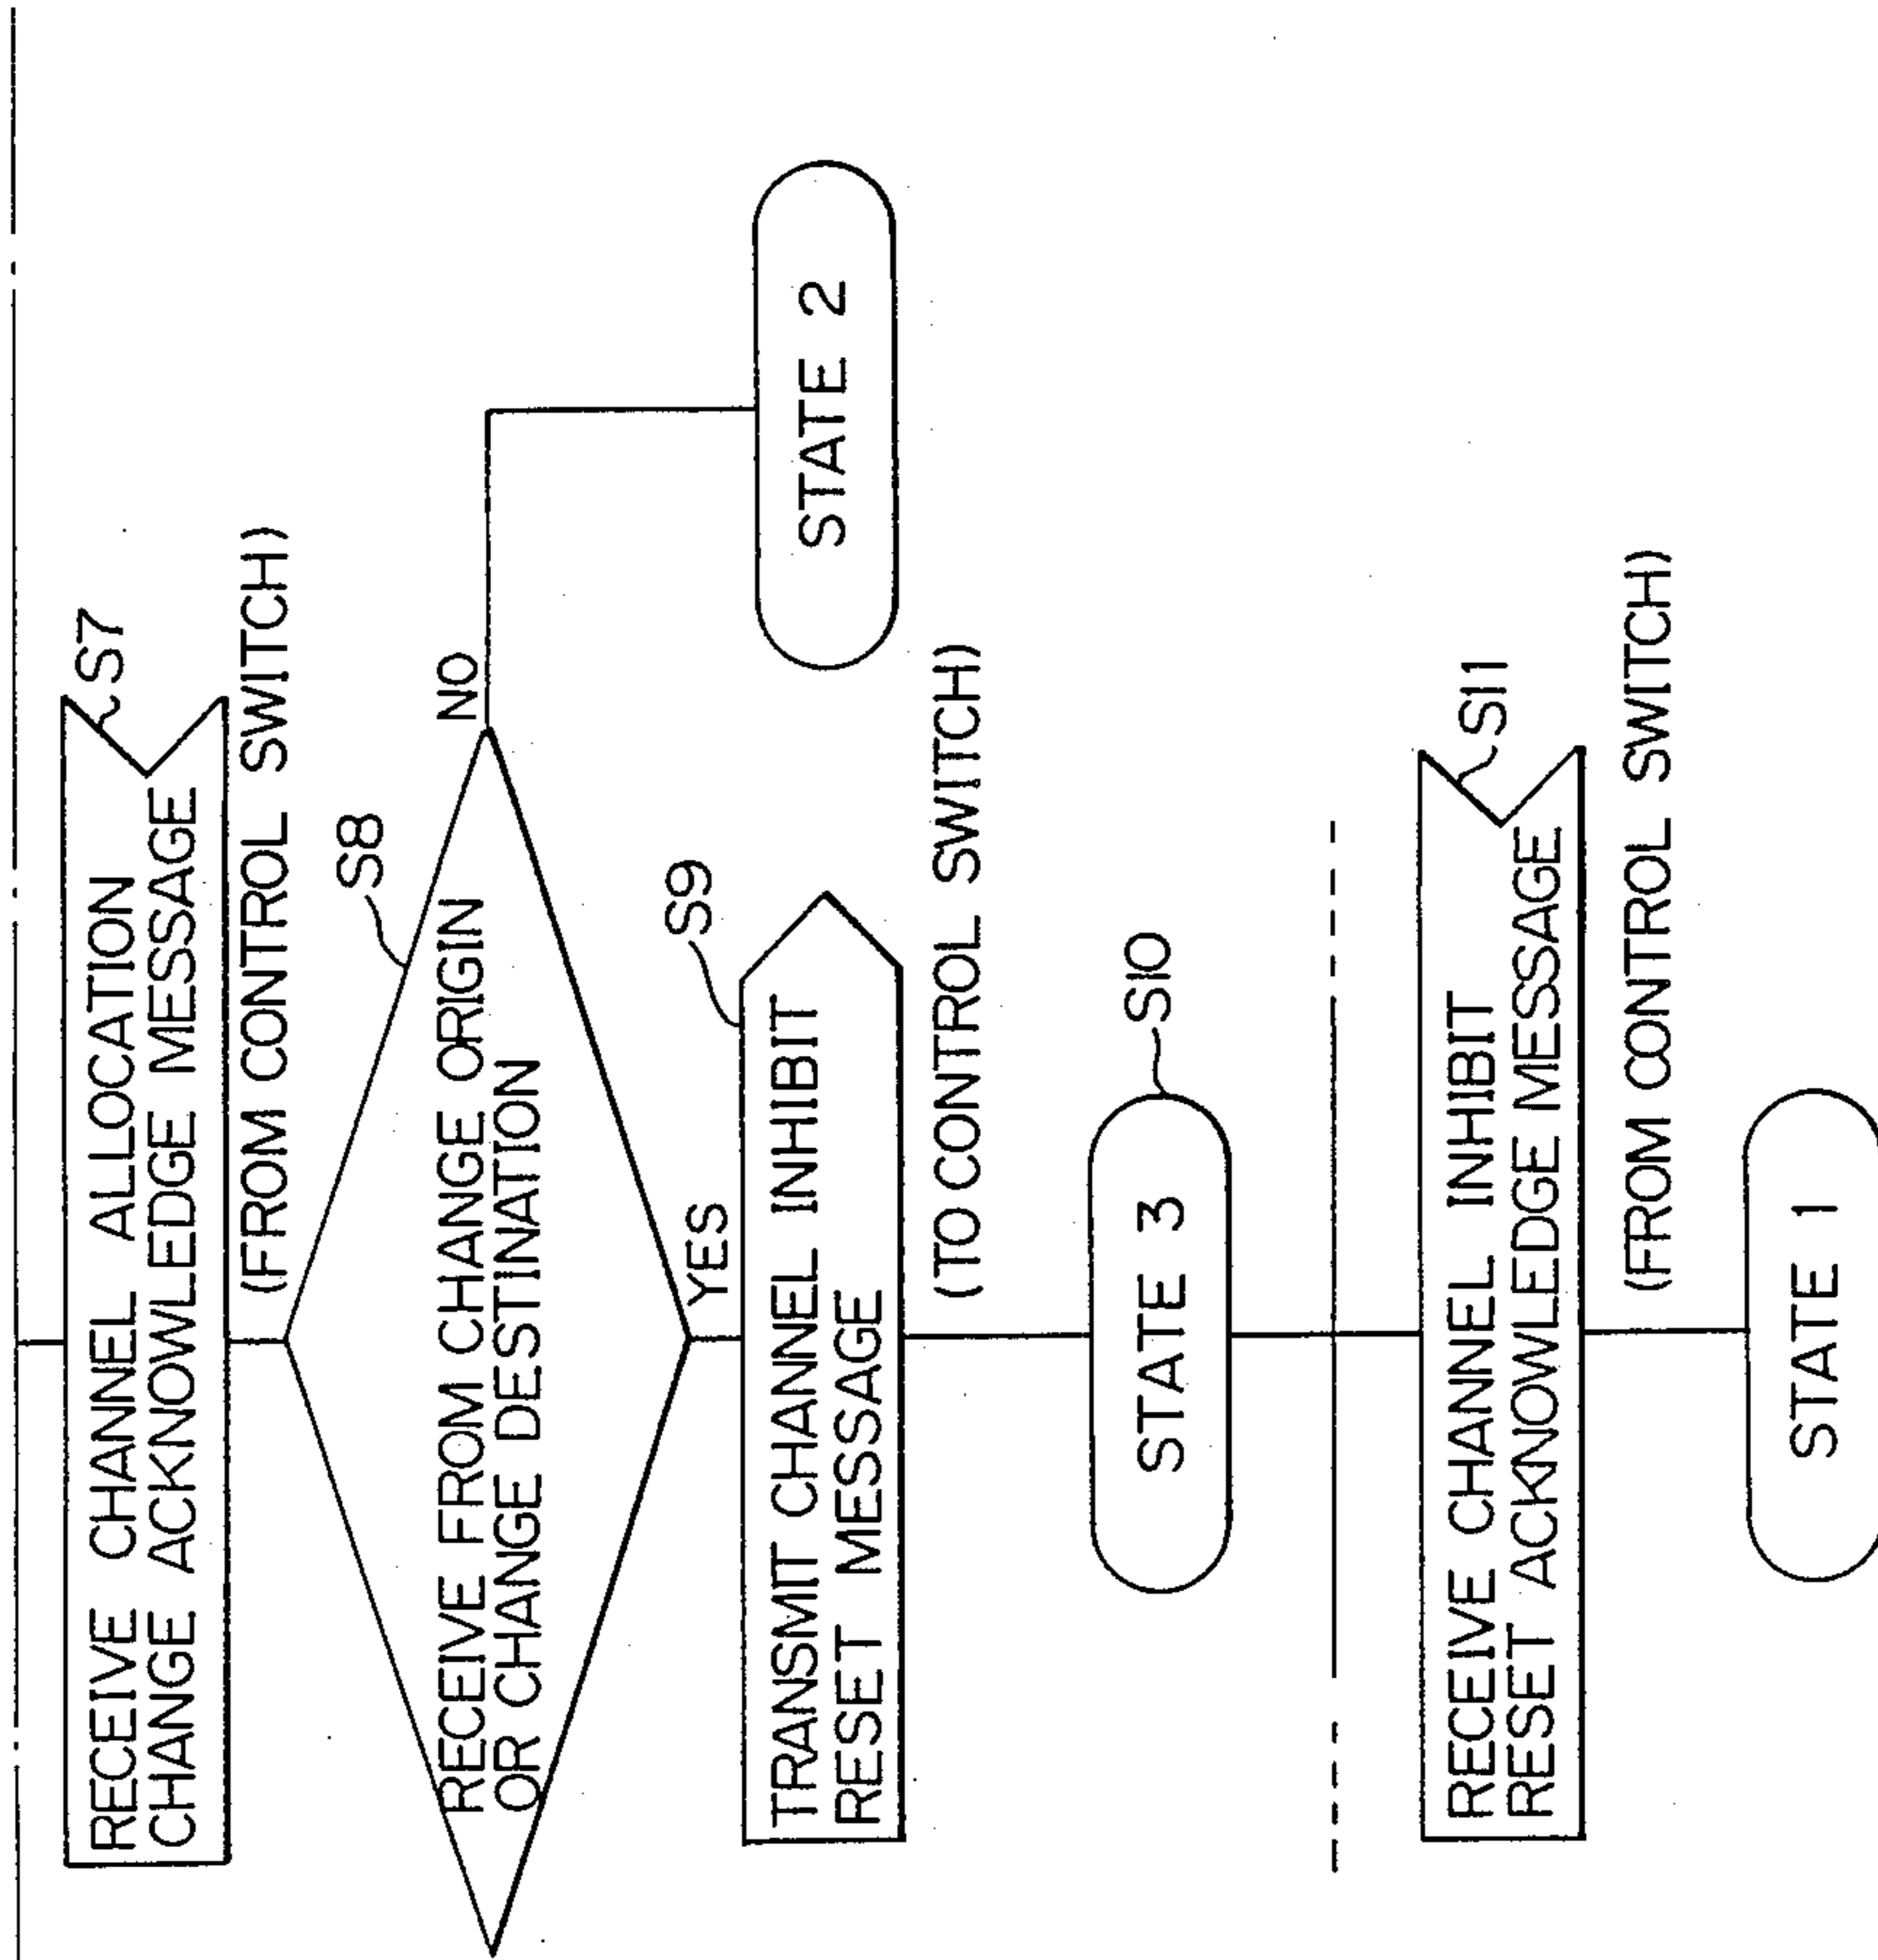 RECEIVE CHANNEL ALLOCATION
CHANGE ACKNOWLEDGE MESSAGE
S7
(FROM CONTROL SWITCH)
S8
RECEIVE FROM CHANGE ORIGIN
OR CHANGE DESTINATION
NO
YES
STATE 2
S9
TRANSMIT CHANNEL INHIBIT
RESET MESSAGE
(TO CONTROL SWITCH)
S10
STATE 3
S11
RECEIVE CHANNEL INHIBIT
RESET ACKNOWLEDGE MESSAGE
(FROM CONTROL SWITCH)
STATE 1